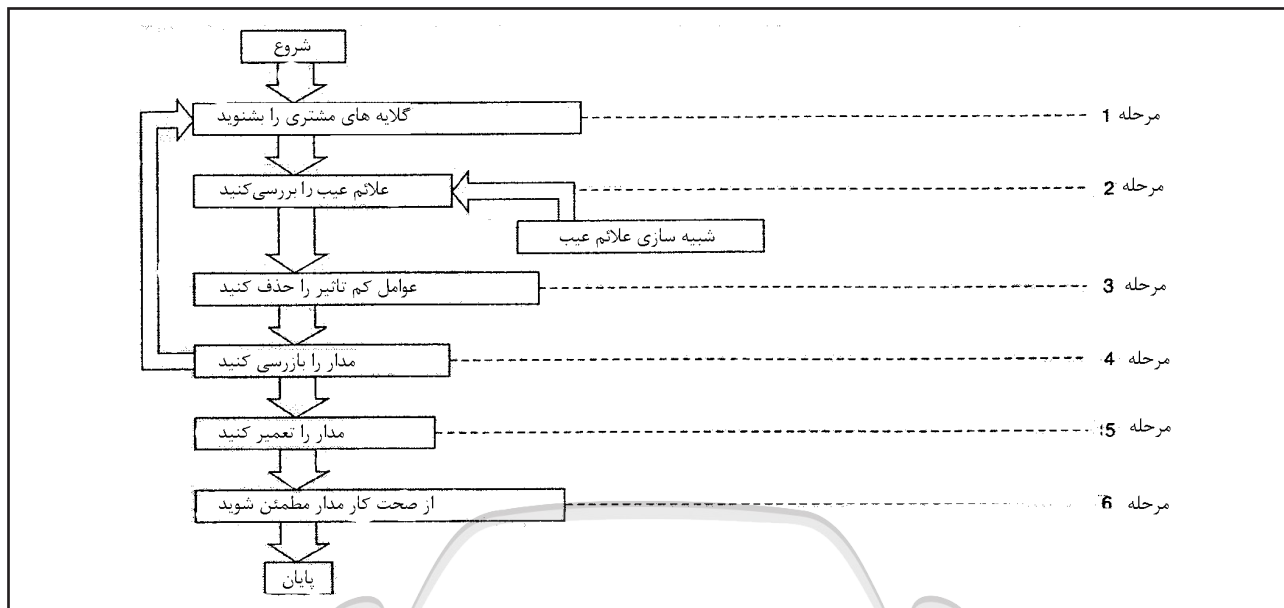 شروع
گلایه های مشتری را بشنوید
مرحله 1
علائم عیب را بررسی کنید
مرحله 2
شبیه سازی علائم عیب
عوامل کم تاثیر را حذف کنید
مرحله 3
مدار را بازرسی کنید
مرحله 4
مدار را تعمیر کنید
مرحله 5
از صحت کار مدار مطمئن شوید
مرحله 6
پایان